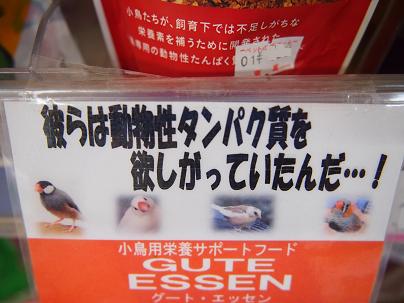 小鳥たちが、飼育下では不足しがちな
栄養素を補うために開発された
専用の動物性たんぱく質
彼らは動物性タンパク質を
欲しがっていたんだ…！
小鳥用栄養サポートフード
GUTE
ESSEN
グート・エッセン